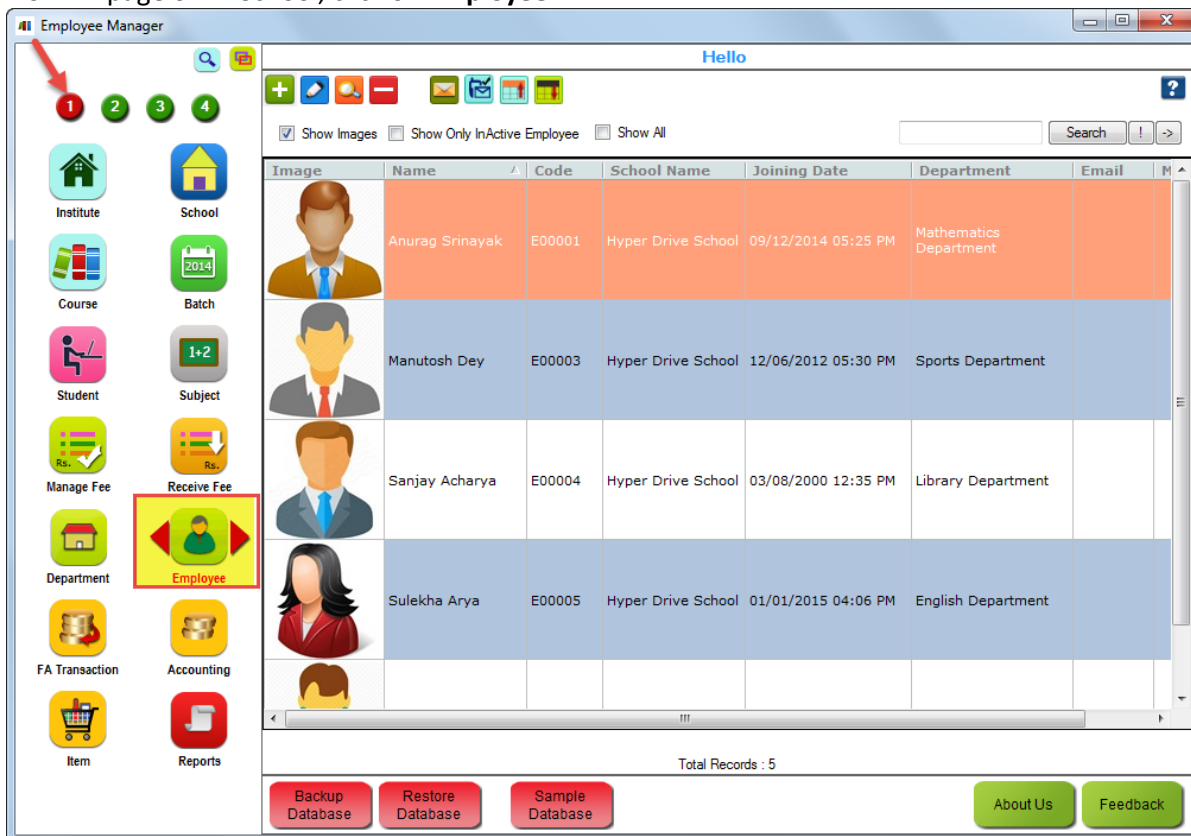 Employee Manager
Hello
1 2 3 4
?
Show Images Show Only InActive Employee Show All Search ! ->
Image Name Code School Name Joining Date Department Email M
Institute School
Anurag Srinayak E00001 Hyper Drive School 09/12/2014 05:25 PM Mathematics Department
2014
Course Batch
Manutosh Dey E00003 Hyper Drive School 12/06/2012 05:30 PM Sports Department
1+2
Student Subject
Rs. Rs.
Manage Fee Receive Fee
Sanjay Acharya E00004 Hyper Drive School 03/08/2000 12:35 PM Library Department
Department Employee
Sulekha Arya E00005 Hyper Drive School 01/01/2015 04:06 PM English Department
FA Transaction Accounting
Item Reports
Total Records : 5
Backup Database Restore Database Sample Database About Us Feedback